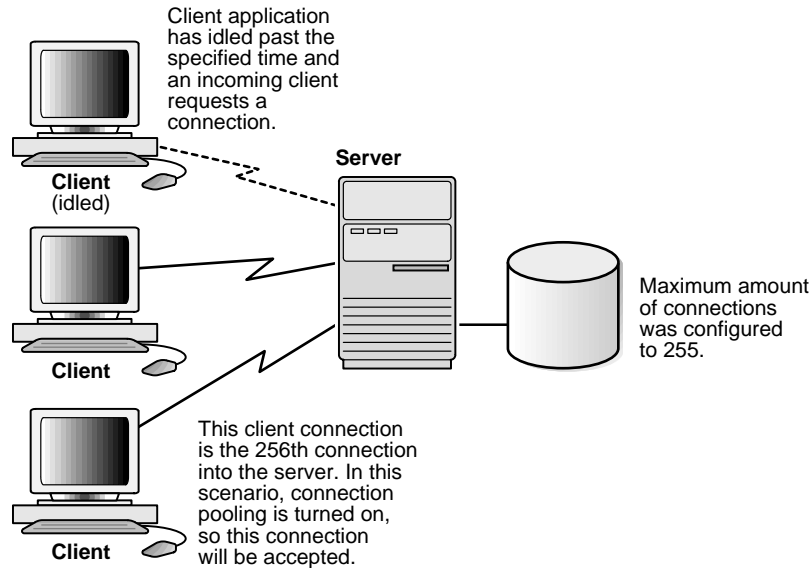 Client application
has idled past the
specified time and
an incoming client
requests a
connection.
Server
Client
(idled)
Client
Maximum amount
of connections
was configured
to 255.
This client connection
is the 256th connection
into the server. In this
scenario, connection
pooling is turned on,
so this connection
will be accepted.
Client